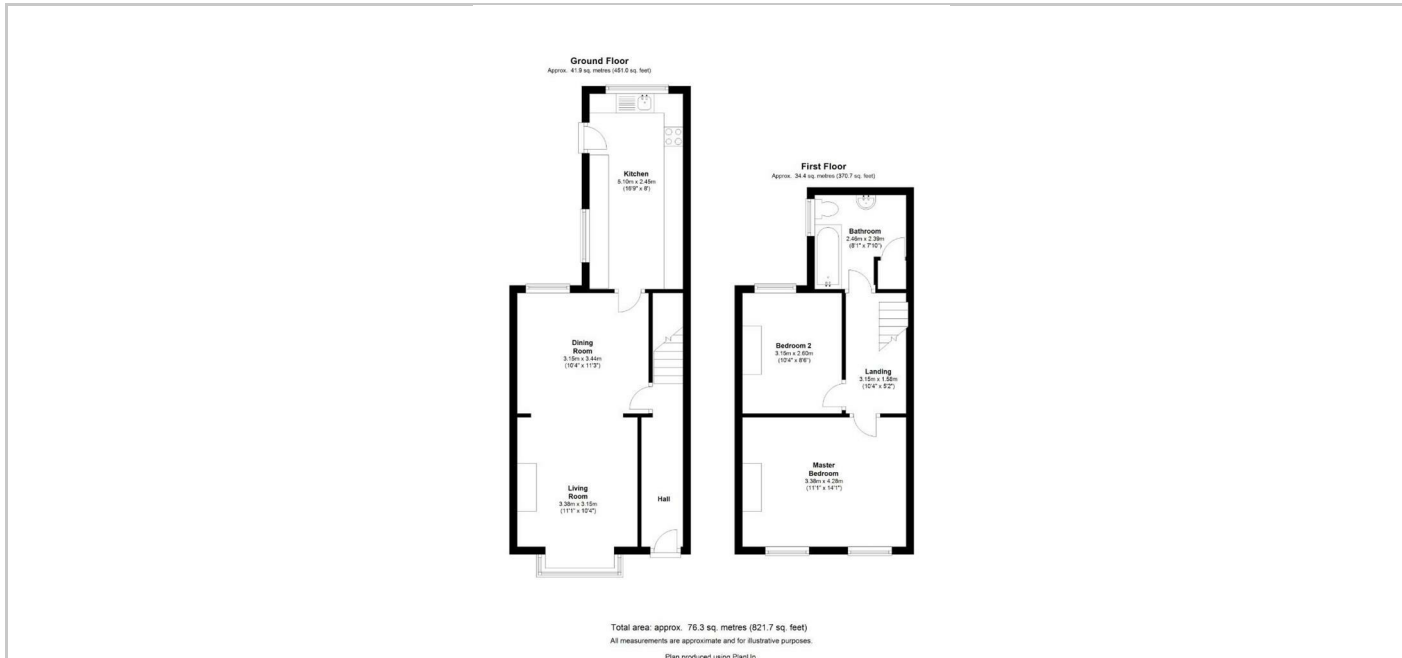 Ground Floor
Approx. 41.9 sq. metres (451.0 sq. feet)
Kitchen
5.10m x 2.45m
(16'9" x 8')
Dining
Room
3.15m x 3.44m
(10'4" x 11'3")
Living
Room
3.38m x 3.15m
(11'1" x 10'4")
Hall
First Floor
Approx. 34.4 sq. metres (370.7 sq. feet)
Bathroom
2.46m x 2.39m
(8'1" x 7'10")
Bedroom 2
3.15m x 2.60m
(10'4" x 8'6")
Landing
3.15m x 1.58m
(10'4" x 5'2")
Master
Bedroom
3.38m x 4.28m
(11'1" x 14'1")
Total area: approx. 76.3 sq. metres (821.7 sq. feet)
All measurements are approximate and for illustrative purposes.
Plan produced using PlanUp.